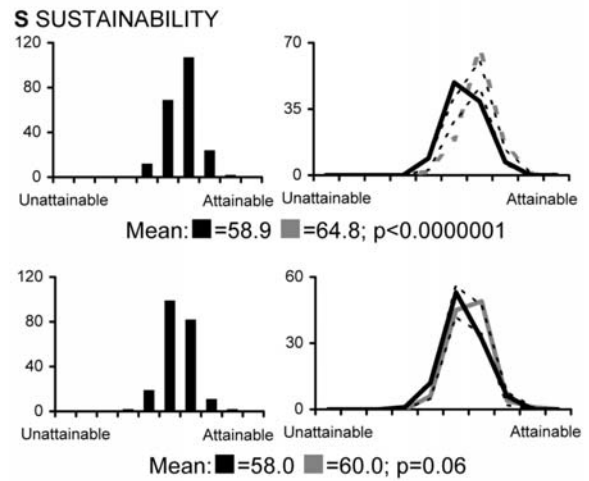 S SUSTAINABILITY
120
80
40
0
Unattainable Attainable
70
35
0
Unattainable Attainable
Mean: =58.9 =64.8; p<0.0000001
120
80
40
0
Unattainable Attainable
60
30
0
Unattainable Attainable
Mean: =58.0 =60.0; p=0.06